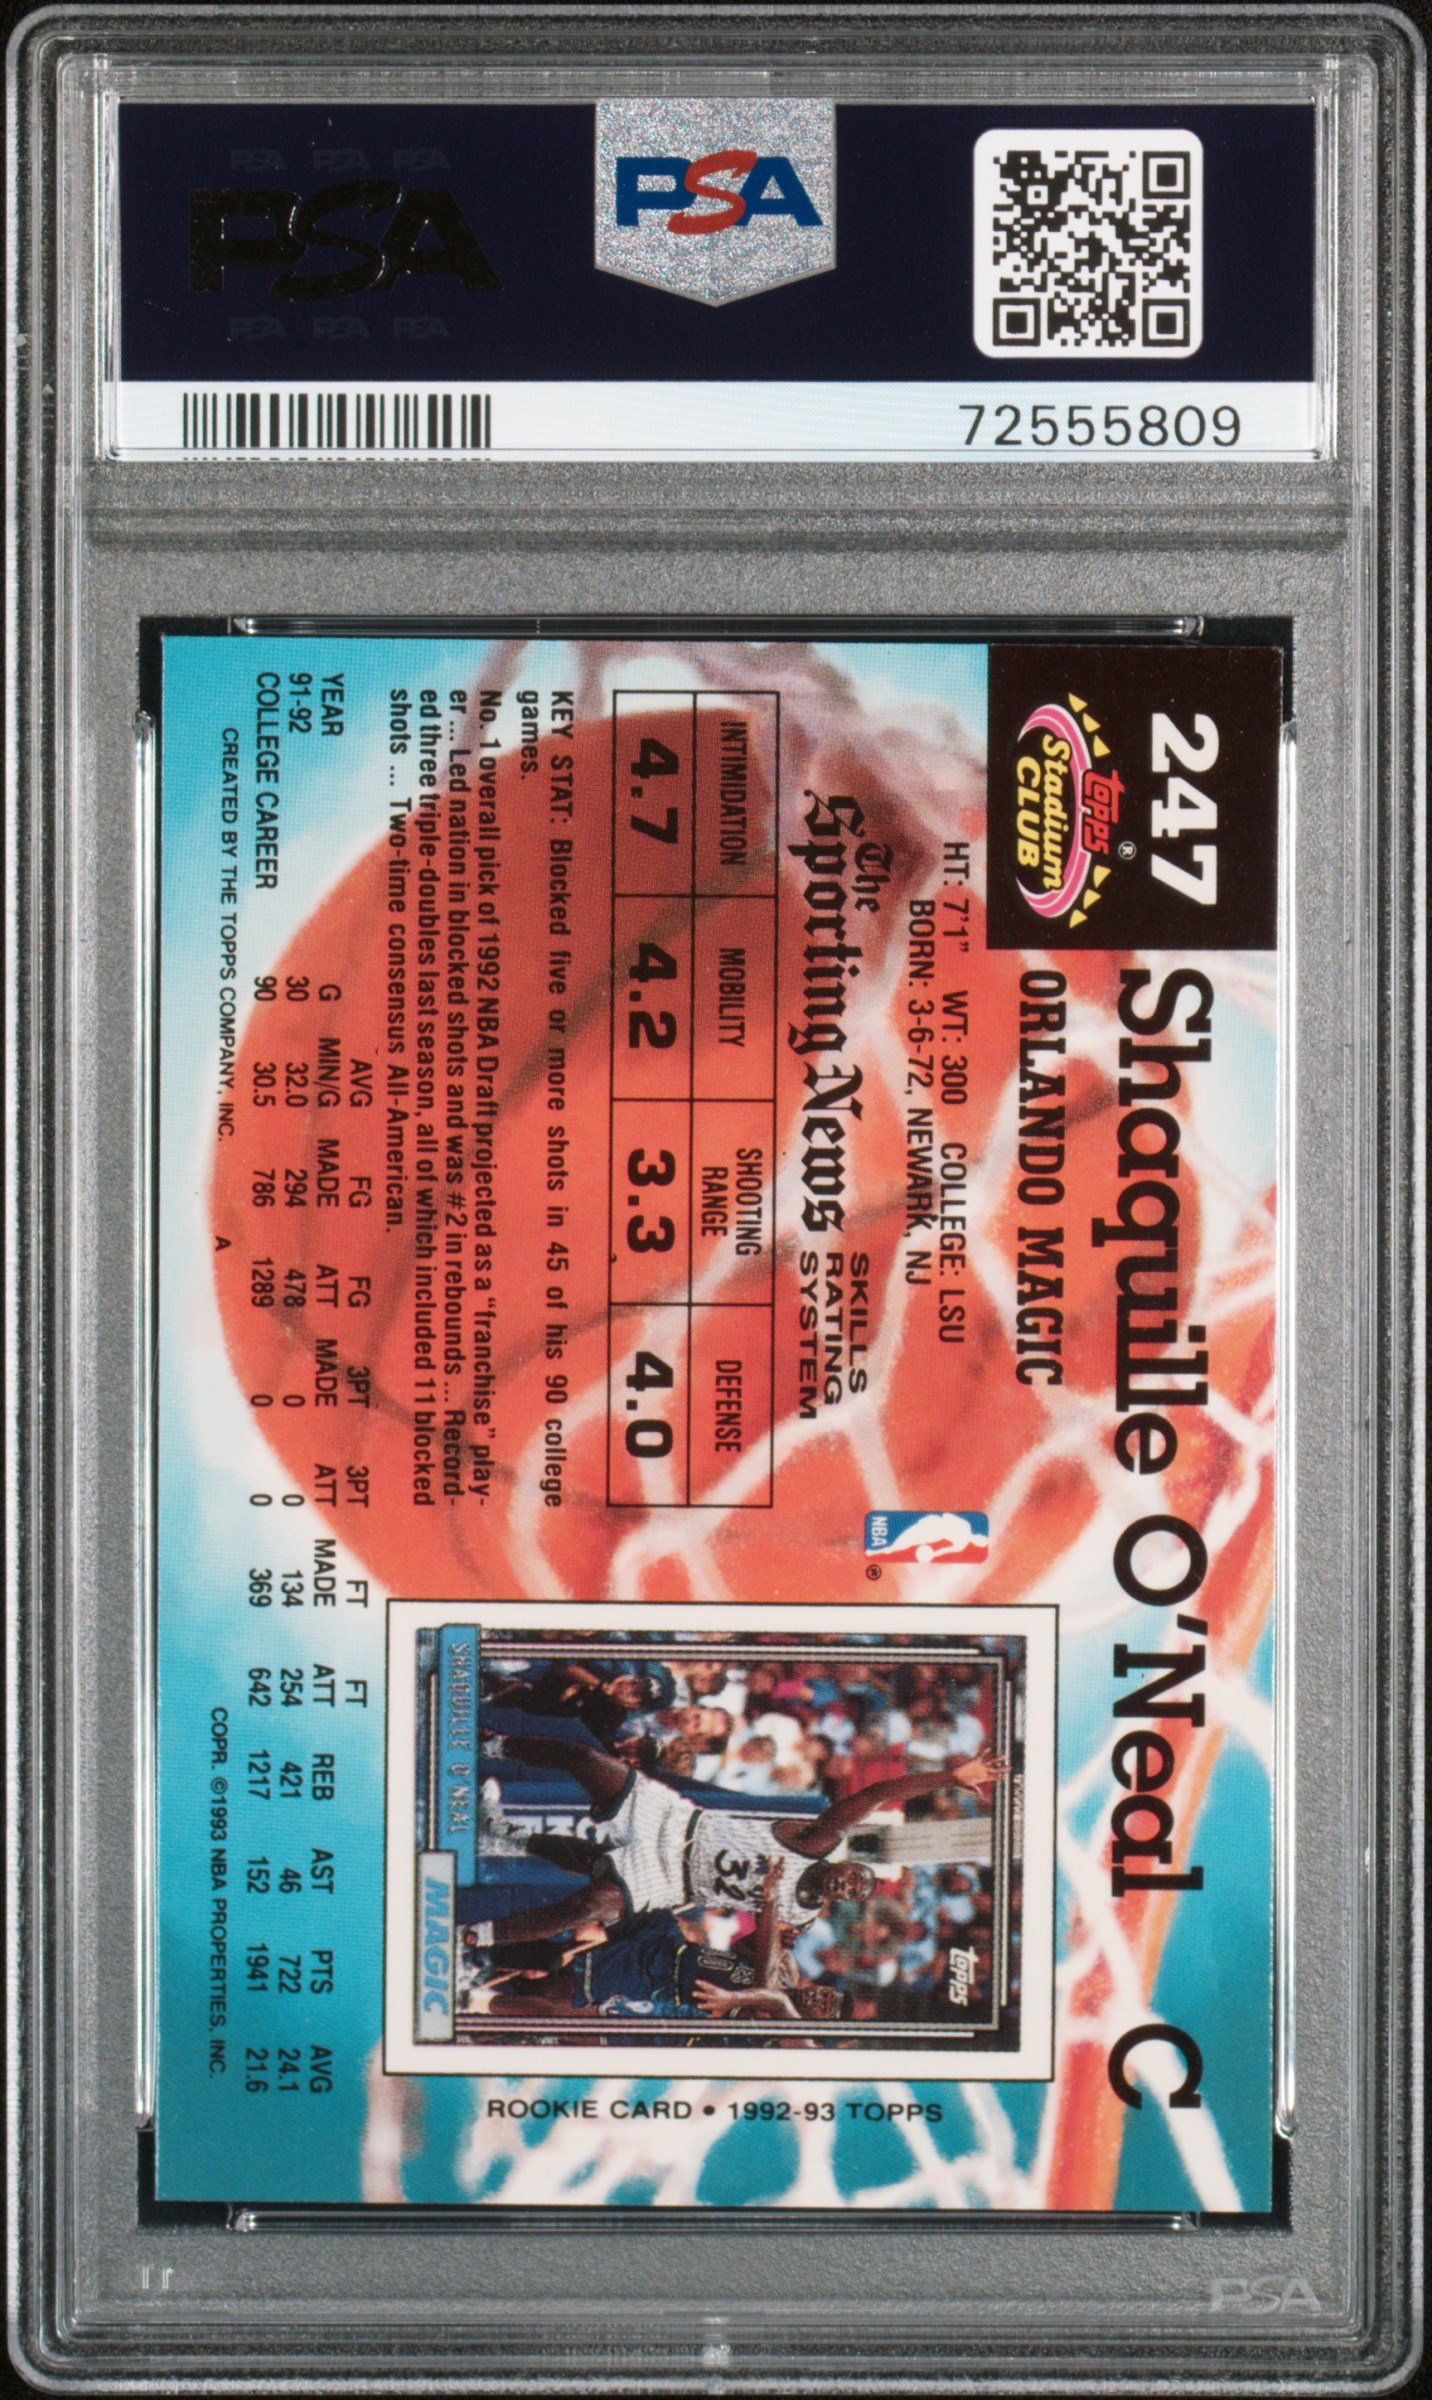 PSA PSA PSA
PSA
PSA PSA PSA
PSA
72555809
247
topps®
Stadium
CLUB
Shaquille O'Neal C
ORLANDO MAGIC
HT: 7'1" WT: 300 COLLEGE: LSU
BORN: 3-6-72, NEWARK, NJ
The
Sporting News
SKILLS
RATING
SYSTEM
NBA ®
INTIMIDATION MOBILITY SHOOTING RANGE DEFENSE
4.7 4.2 3.3 4.0
KEY STAT: Blocked five or more shots in 45 of his 90 college
games.
No. 1 overall pick of 1992 NBA Draft projected as a "franchise" play-
er ... Led nation in blocked shots and was #2 in rebounds ... Record-
ed three triple-doubles last season, all of which included 11 blocked
shots ... Two-time consensus All-American.
topps
32
10
SHAQUILLE O'NEAL
MAGIC
ROOKIE CARD • 1992-93 TOPPS
AVG FG FG 3PT 3PT FT FT
YEAR G MIN/G MADE ATT MADE ATT MADE ATT REB AST PTS AVG
91-92 30 32.0 294 478 0 0 134 254 421 46 722 24.1
COLLEGE CAREER 90 30.5 786 1289 0 0 369 642 1217 152 1941 21.6
CREATED BY THE TOPPS COMPANY, INC. A COPR. ©1993 NBA PROPERTIES, INC.
PSA